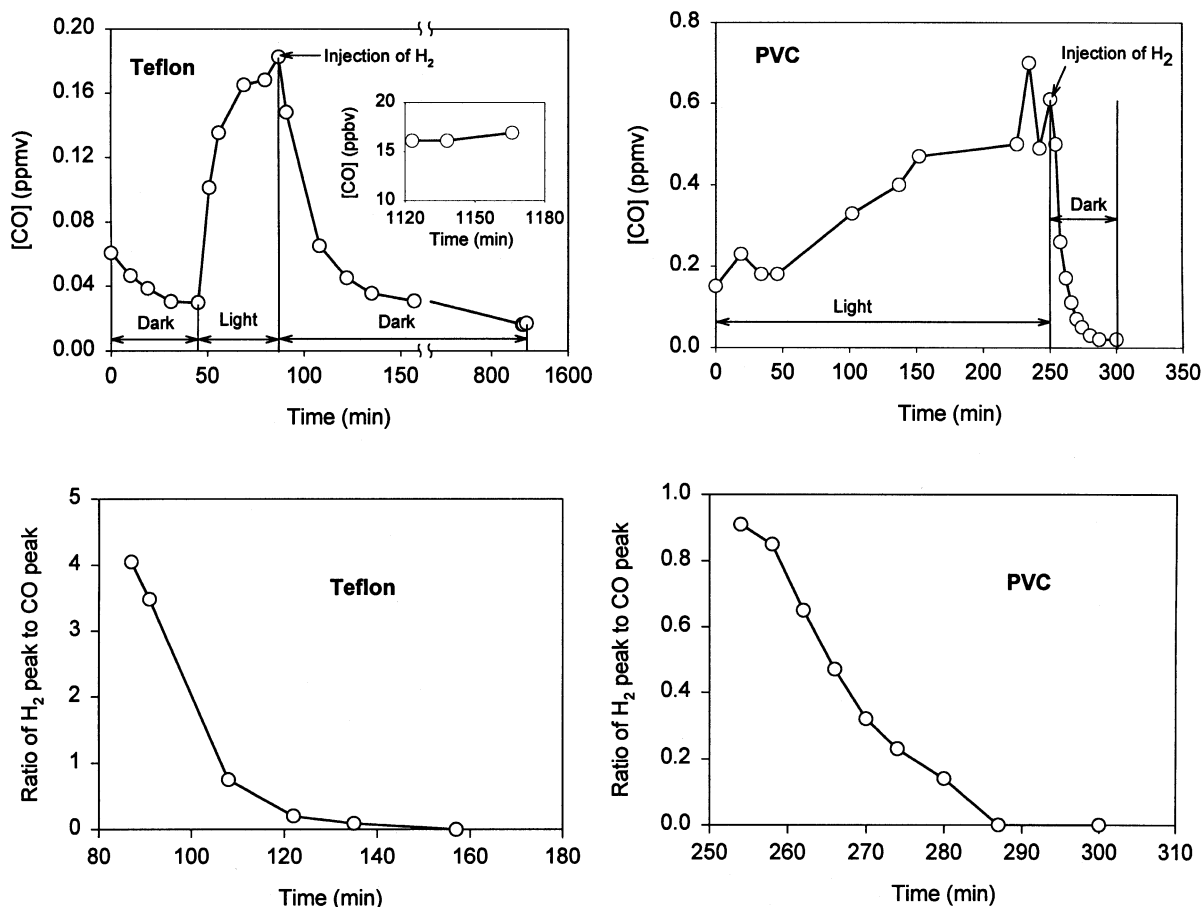 Teflon
Injection of H2
[CO] (ppmv)
0.20
0.16
0.12
0.08
0.04
0.00
[CO] (ppbv)
20
15
10
1120 1150 1180
Time (min)
Dark
Light
Dark
0 50 100 150 800 1600
Time (min)
PVC
Injection of H2
[CO] (ppmv)
0.8
0.6
0.4
0.2
0.0
Dark
Light
0 50 100 150 200 250 300 350
Time (min)
Ratio of H2 peak to CO peak
5
4
3
2
1
0
Teflon
80 100 120 140 160 180
Time (min)
Ratio of H2 peak to CO peak
1.0
0.8
0.6
0.4
0.2
0.0
PVC
250 260 270 280 290 300 310
Time (min)